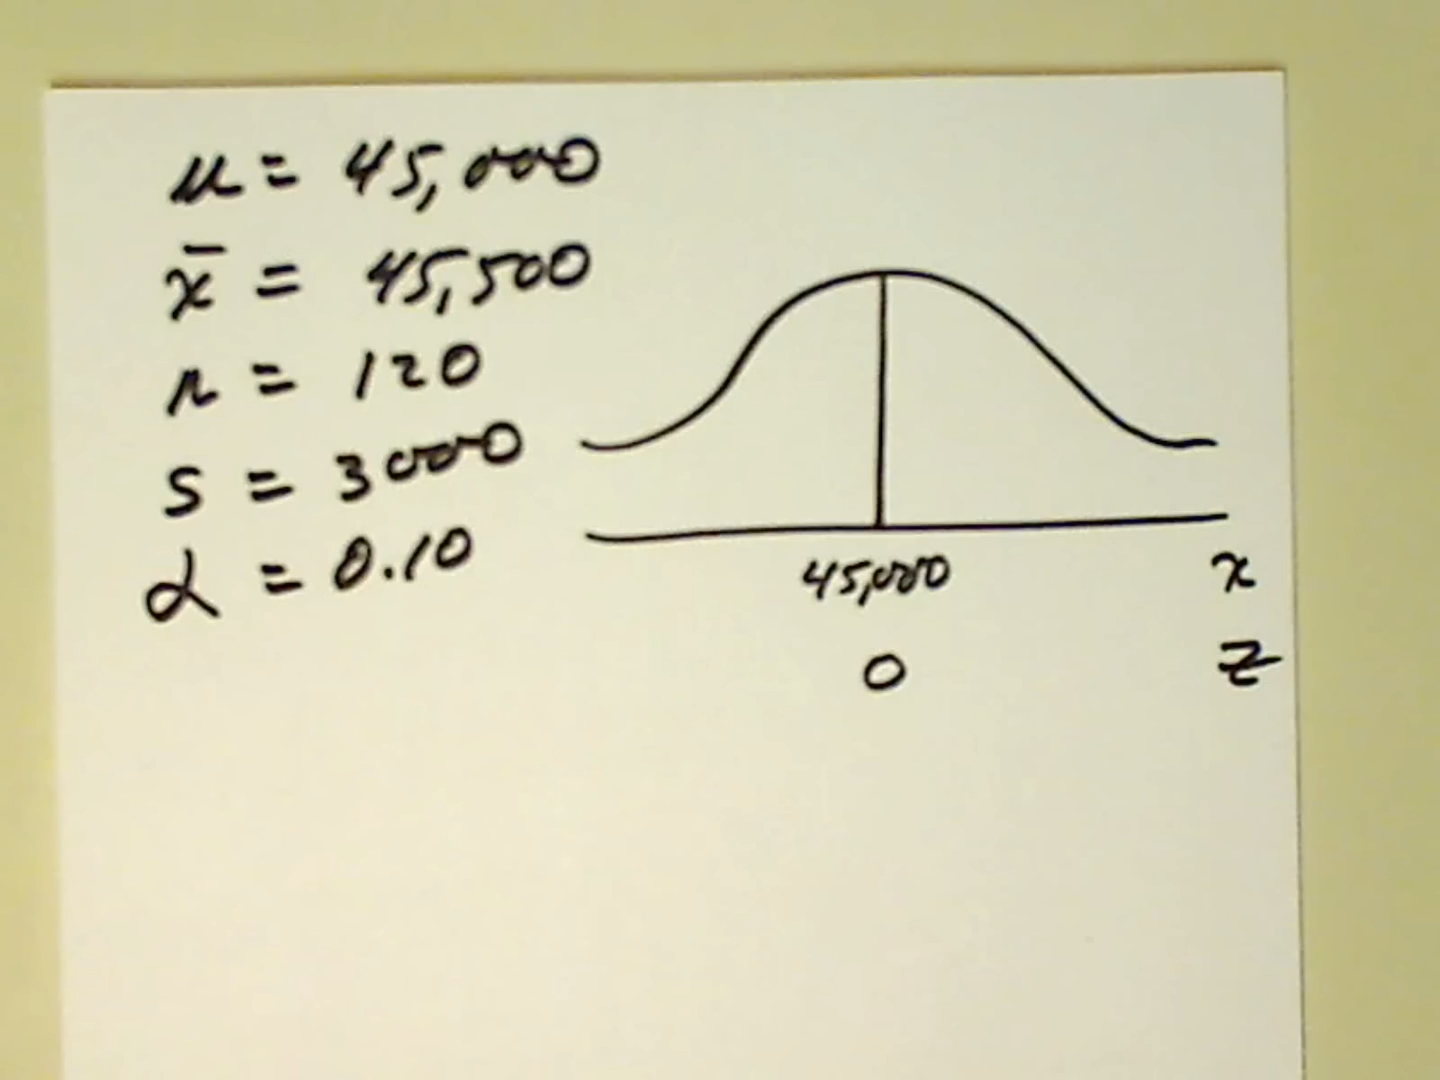 μ = 45,000
x̄ = 45,500
n = 120
s = 3000
α = 0.10
45,000 x
0 z